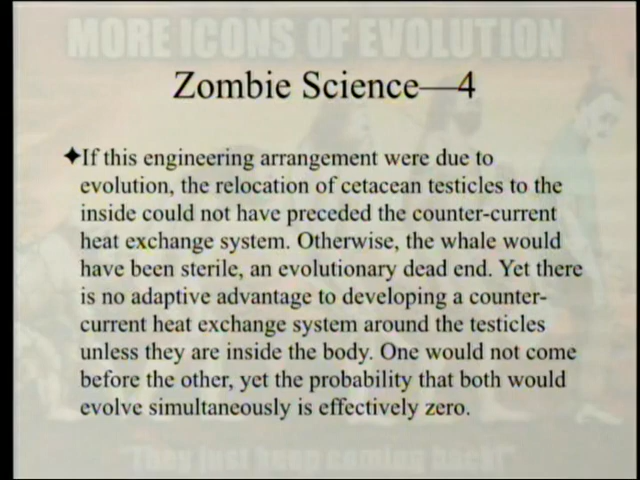 MORE ICONS OF EVOLUTION
Zombie Science—4
✦If this engineering arrangement were due to
evolution, the relocation of cetacean testicles to the
inside could not have preceded the counter-current
heat exchange system. Otherwise, the whale would
have been sterile, an evolutionary dead end. Yet there
is no adaptive advantage to developing a counter-
current heat exchange system around the testicles
unless they are inside the body. One would not come
before the other, yet the probability that both would
evolve simultaneously is effectively zero.
"They just keep coming back!"